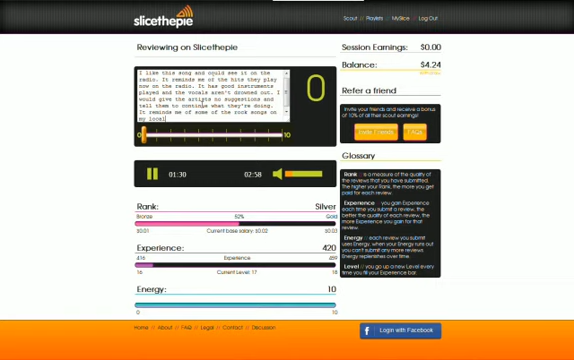 slicethepie
Scout // Playlists // MySlice // Log Out
Reviewing on Slicethepie
Session Earnings: $0.00
I like this song and could see it on the
radio. It reminds me of the hits they play
now on the radio. It has good instruments
played and the vocals aren't drowned out. I
would give the artists no suggestions and
tell them to continue what they're doing.
It reminds me of some of the rock songs on
my local
0
0
10
Balance: $4.24
Refer a friend
Invite your friends and receive a bonus
of 10% of all their scout earnings!
Invite Friends
FAQs
01:30
02:58
Glossary
Rank // is a measure of the quality of
the reviews that you have submitted.
The higher your Rank, the more you get
paid for each review.
Experience // you gain Experience
each time you submit a review, the
better the quality of each review, the
more Experience you gain for that
review.
Energy // each review you submit
uses Energy, when your Energy runs out
you can't submit any more reviews.
Energy replenishes over time.
Level // you go up a new Level every
time you fill your Experience bar.
Rank:
Silver
Bronze
52%
Gold
$0.01
Current base salary: $0.02
Experience:
420
416
Experience
16
Current Level: 17
18
Energy:
10
0
10
Home // About // FAQ // Legal // Contact // Discussion
f Login with Facebook